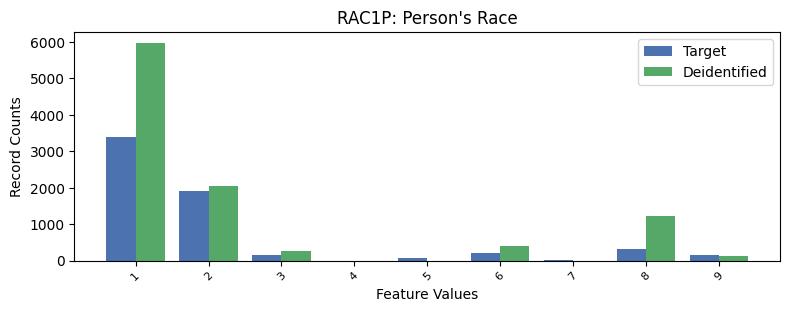 RAC1P: Person's Race
Target
Deidentified
Record Counts
6000
5000
4000
3000
2000
1000
0
1 2 3 4 5 6 7 8 9
Feature Values